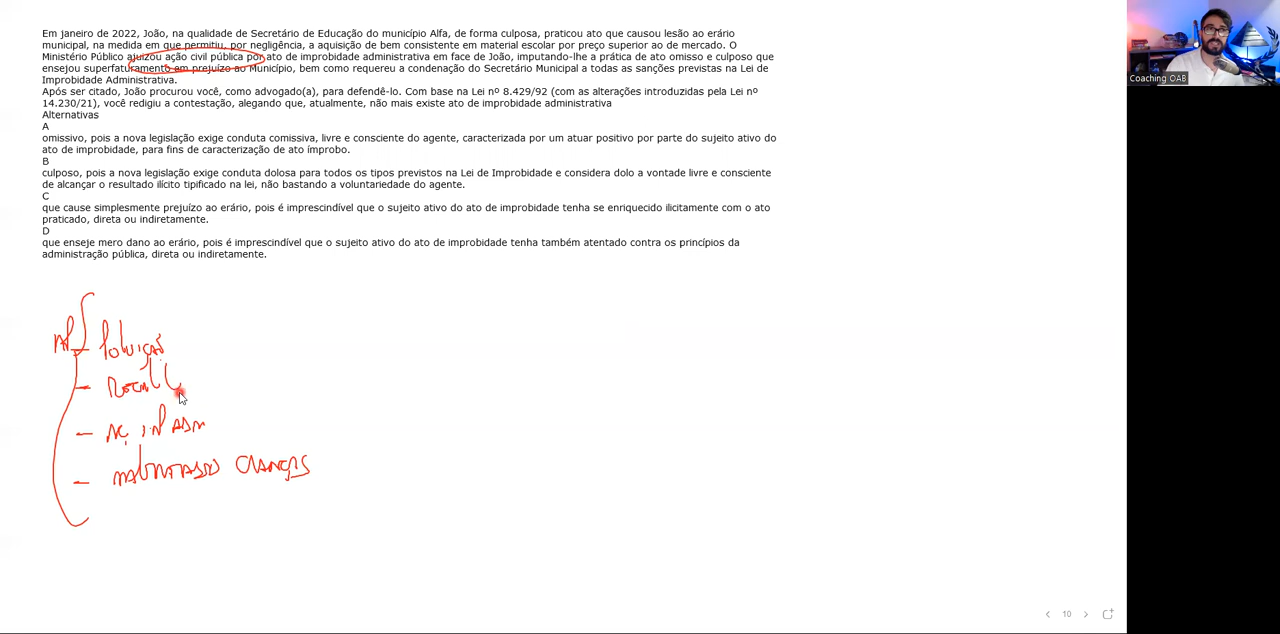 Em janeiro de 2022, João, na qualidade de Secretário de Educação do município Alfa, de forma culposa, praticou ato que causou lesão ao erário
municipal, na medida em que permitiu, por negligência, a aquisição de bem consistente em material escolar por preço superior ao de mercado. O
Ministério Público ajuizou ação civil pública por ato de improbidade administrativa em face de João, imputando-lhe a prática de ato omisso e culposo que
ensejou superfaturamento em prejuízo ao Município, bem como requereu a condenação do Secretário Municipal a todas as sanções previstas na Lei de
Improbidade Administrativa.
Após ser citado, João procurou você, como advogado(a), para defendê-lo. Com base na Lei nº 8.429/92 (com as alterações introduzidas pela Lei nº
14.230/21), você redigiu a contestação, alegando que, atualmente, não mais existe ato de improbidade administrativa
Alternativas
A
omissivo, pois a nova legislação exige conduta comissiva, livre e consciente do agente, caracterizada por um atuar positivo por parte do sujeito ativo do
ato de improbidade, para fins de caracterização de ato ímprobo.
B
culposo, pois a nova legislação exige conduta dolosa para todos os tipos previstos na Lei de Improbidade e considera dolo a vontade livre e consciente
de alcançar o resultado ilícito tipificado na lei, não bastando a voluntariedade do agente.
C
que cause simplesmente prejuízo ao erário, pois é imprescindível que o sujeito ativo do ato de improbidade tenha se enriquecido ilicitamente com o ato
praticado, direta ou indiretamente.
D
que enseje mero dano ao erário, pois é imprescindível que o sujeito ativo do ato de improbidade tenha também atentado contra os princípios da
administração pública, direta ou indiretamente.
Coaching OAB
- Poluição
- Recall
-
-
10